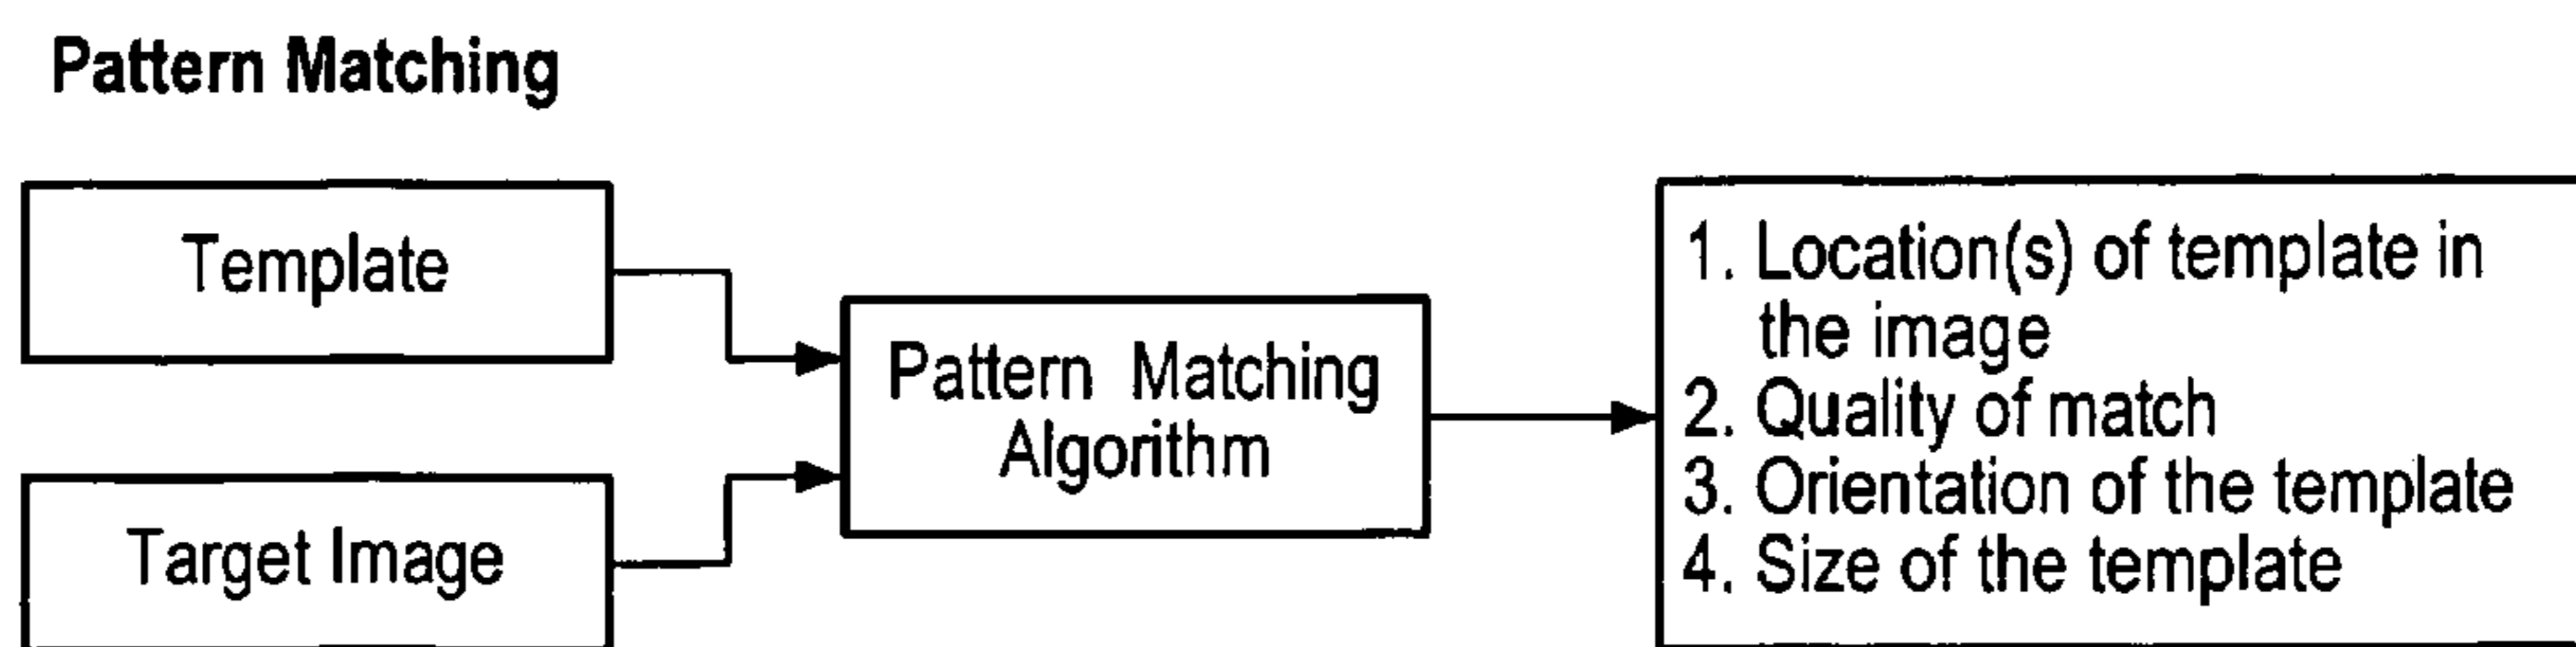 Pattern Matching
Template
Target Image
Pattern Matching
Algorithm
1. Location(s) of template in
the image
2. Quality of match
3. Orientation of the template
4. Size of the template